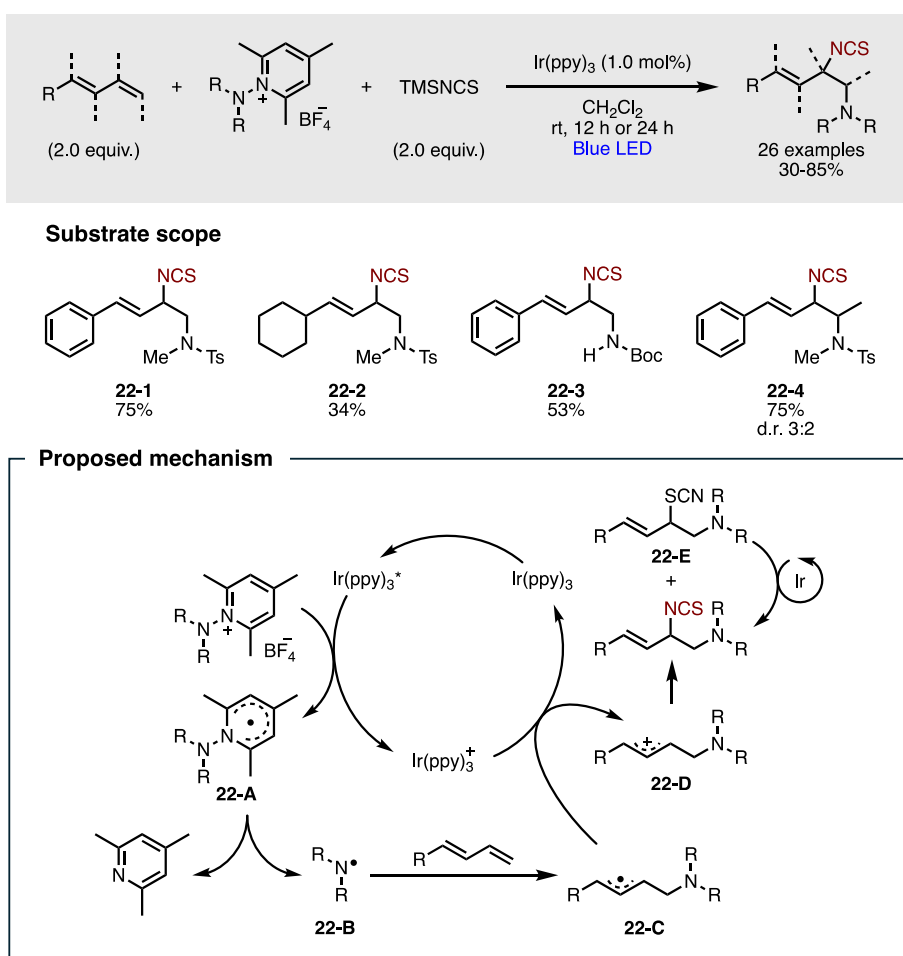 R
+
R
N
N
+
R
BF4−
+
TMSNCS
Ir(ppy)3 (1.0 mol%)
CH2Cl2
rt, 12 h or 24 h
Blue LED
R
NCS
N
R R
(2.0 equiv.)
(2.0 equiv.)
26 examples
30-85%
Substrate scope
NCS
Me N Ts
22-1
75%
NCS
Me N Ts
22-2
34%
NCS
H N Boc
22-3
53%
NCS
Me N Ts
22-4
75%
d.r. 3:2
Proposed mechanism
Ir(ppy)3*
Ir(ppy)3
SCN R
R N R
22-E
+
Ir
NCS R
R N R
R
N N
+
R
BF4−
R
N N
R
22-A
Ir(ppy)3+
R
R + N R
22-D
N
R
N•
R
22-B
R
R
R • N R
22-C